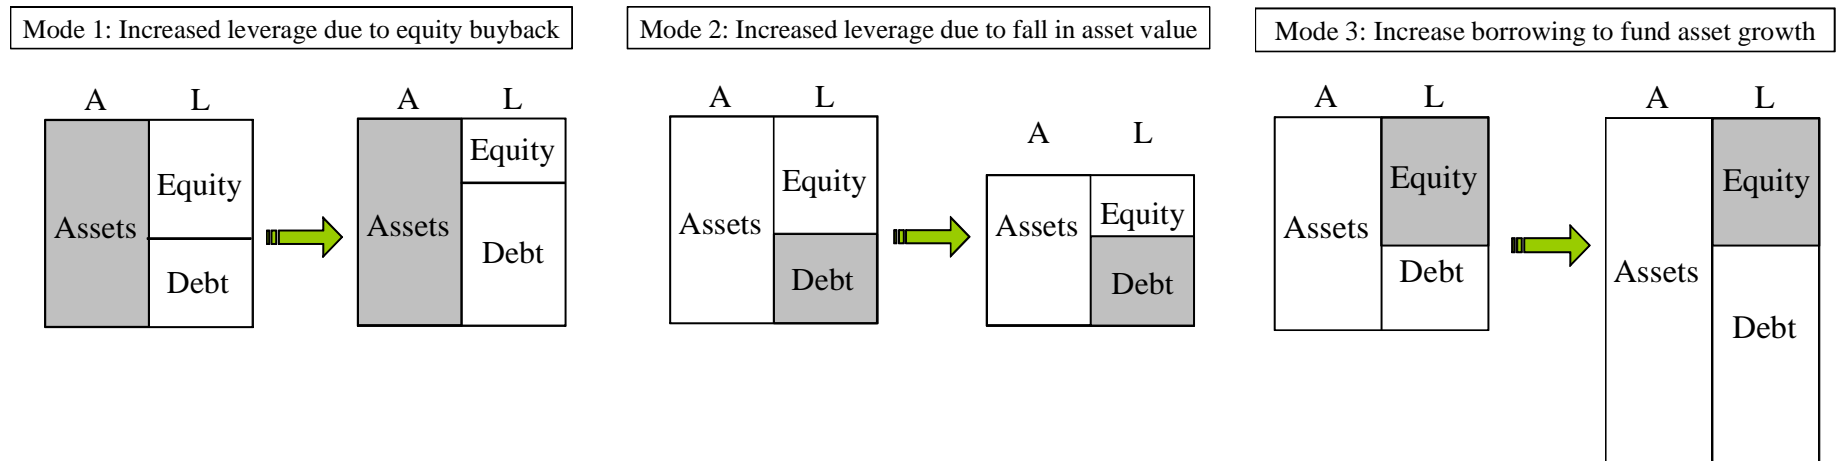 Mode 1: Increased leverage due to equity buyback
A L
Assets
Equity
Debt
A L
Assets
Equity
Debt
Mode 2: Increased leverage due to fall in asset value
A L
Assets
Equity
Debt
A L
Assets
Equity
Debt
Mode 3: Increase borrowing to fund asset growth
A L
Assets
Equity
Debt
A L
Assets
Equity
Debt